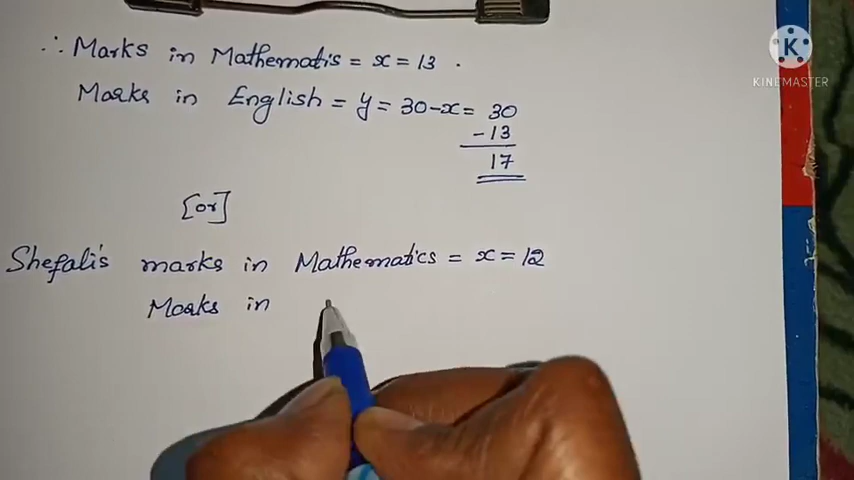 ∴ Marks in Mathematis = x = 13 .
Marks in English = y = 30-x = 30
-13
17
[or]
Shefali's marks in Mathematics = x = 12
Marks in
K
KINEMASTER